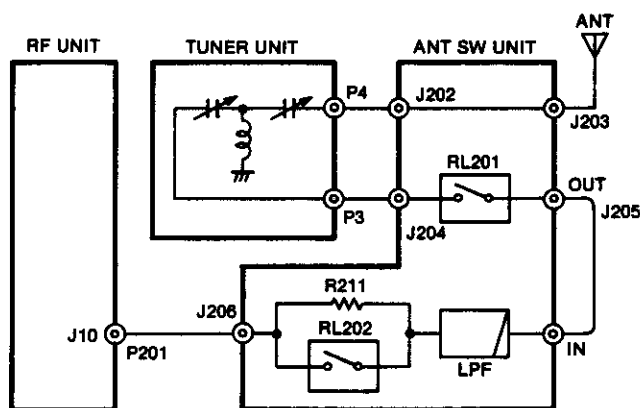 ANT
RF UNIT
TUNER UNIT
ANT SW UNIT
P4
J202
J203
RL201
OUT
J205
P3
J204
R211
J206
RL202
J10
P201
LPF
IN